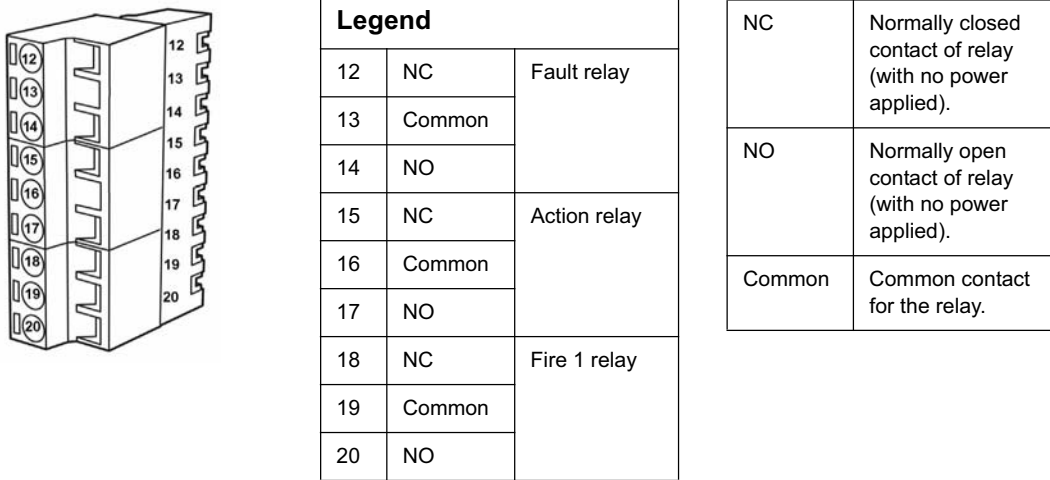 12
13
14
15
16
17
18
19
20
12
13
14
15
16
17
18
19
20
Legend
12 NC Fault relay
13 Common
14 NO
15 NC Action relay
16 Common
17 NO
18 NC Fire 1 relay
19 Common
20 NO
NC Normally closed
contact of relay
(with no power
applied).
NO Normally open
contact of relay
(with no power
applied).
Common Common contact
for the relay.